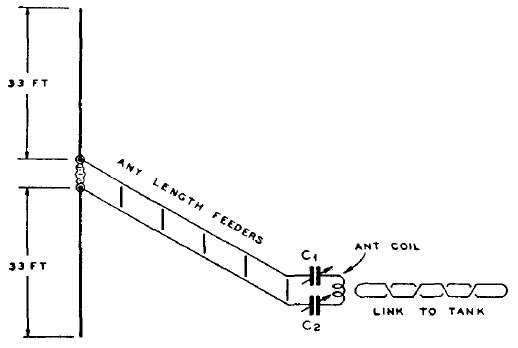 33 FT
ANY LENGTH FEEDERS
33 FT
C1
ANT COIL
C2
LINK TO TANK